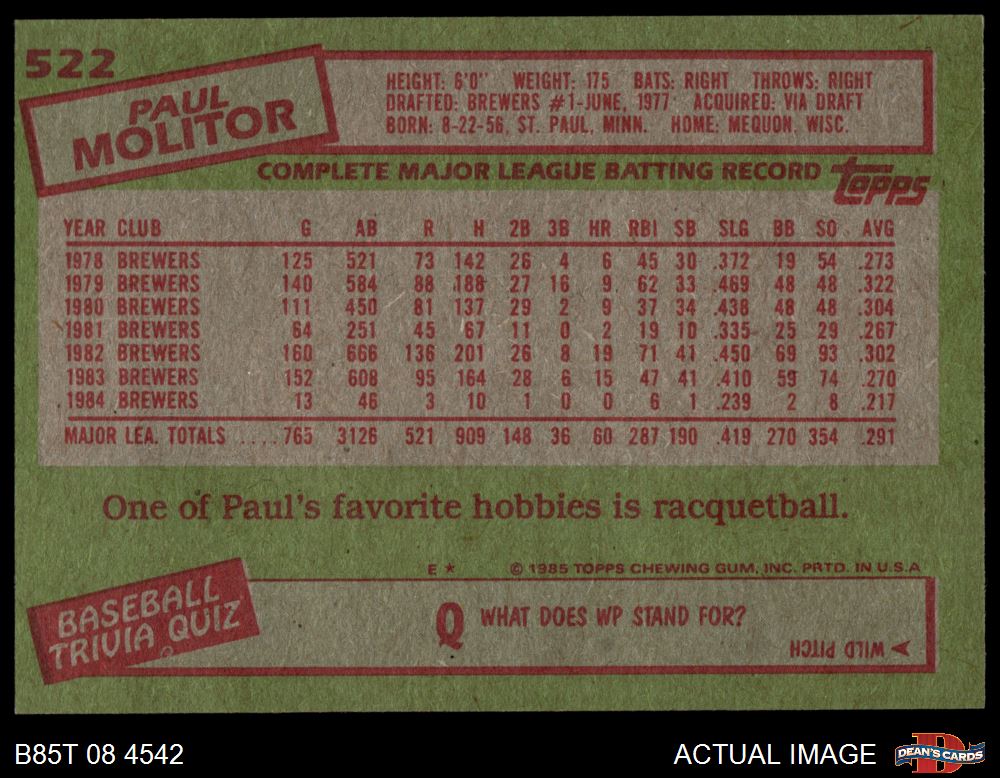 522
PAUL
MOLITOR
HEIGHT: 6'0" WEIGHT: 175 BATS: RIGHT THROWS: RIGHT
DRAFTED: BREWERS #1-JUNE, 1977 ACQUIRED: VIA DRAFT
BORN: 8-22-56, ST. PAUL, MINN. HOME: MEQUON, WISC.
COMPLETE MAJOR LEAGUE BATTING RECORD topps
YEAR CLUB G AB R H 2B 3B HR RBI SB SLG BB SO AVG
1978 BREWERS 125 521 73 142 26 4 6 45 30 .372 19 54 .273
1979 BREWERS 140 584 88 188 27 16 9 62 33 .469 48 48 .322
1980 BREWERS 111 450 81 137 29 2 9 37 34 .438 48 48 .304
1981 BREWERS 64 251 45 67 11 0 2 19 10 .335 25 29 .267
1982 BREWERS 160 666 136 201 26 8 19 71 41 .450 69 93 .302
1983 BREWERS 152 608 95 164 28 6 15 47 41 .410 59 74 .270
1984 BREWERS 13 46 3 10 1 0 0 6 1 .239 2 8 .217
MAJOR LEA. TOTALS .... 765 3126 521 909 148 36 60 287 190 .419 270 354 .291
One of Paul's favorite hobbies is racquetball.
E * © 1985 TOPPS CHEWING GUM, INC. PRTD. IN U.S.A
BASEBALL
TRIVIA QUIZ
Q WHAT DOES WP STAND FOR?
WILD PITCH
B85T 08 4542
ACTUAL IMAGE
DEAN'S CARDS